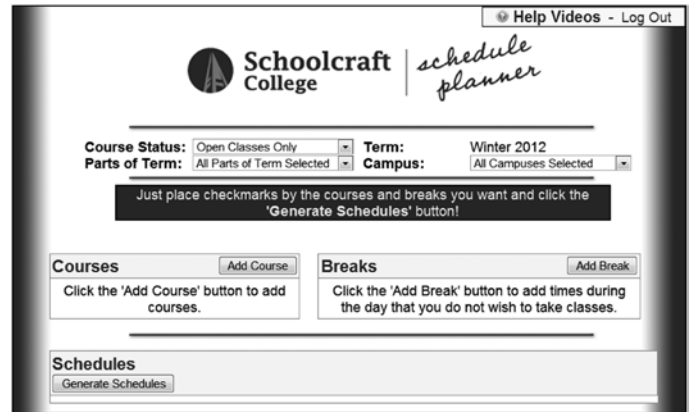 Help Videos - Log Out
Schoolcraft College
schedule planner
Course Status: Open Classes Only Term: Winter 2012
Parts of Term: All Parts of Term Selected Campus: All Campuses Selected
Just place checkmarks by the courses and breaks you want and click the
'Generate Schedules' button!
Courses Add Course Breaks Add Break
Click the 'Add Course' button to add
courses.
Click the 'Add Break' button to add times during
the day that you do not wish to take classes.
Schedules
Generate Schedules